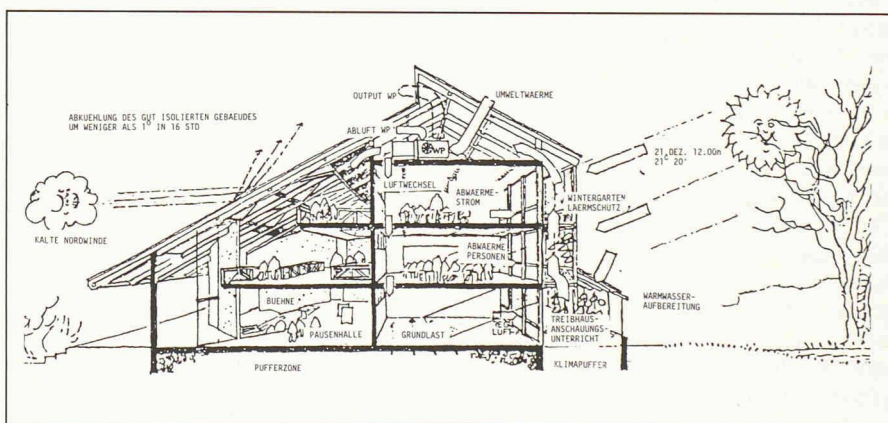 OUTPUT WP
UMWELTWAERME
ABKUEHLUNG DES GUT ISOLIERTEN GEBAEUDES
UM WENIGER ALS 1° IN 16 STD
ABLUFT WP
WP
21. DEZ. 12.00h
21° 20'
LUFTWECHSEL
ABWAERME-
STROM
WINTERGARTEN
LAERMSCHUTZ
KALTE NORDWINDE
ABWAERME
PERSONEN
WARMWASSER-
AUFBEREITUNG
BUEHNE
PAUSENHALLE
GRUNDLAST
LUFT
TREIBHAUS-
ANSCHAUUNGS-
UNTERRICHT
PUFFERZONE
KLIMAPUFFER